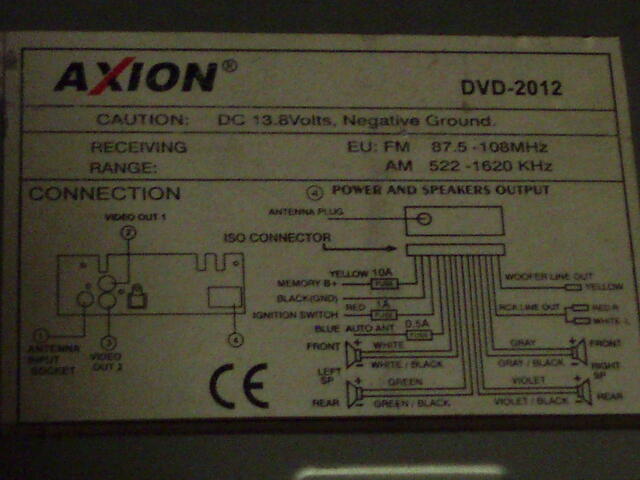 AXION®
DVD-2012
CAUTION: DC 13.8Volts, Negative Ground.
RECEIVING RANGE:
EU: FM 87.5 -108MHz
AM 522 -1620 KHz
CONNECTION
VIDEO OUT 1
2
1
ANTENNA
INPUT
SOCKET
3
VIDEO
OUT 2
4
CE
4 POWER AND SPEAKERS OUTPUT
ANTENNA PLUG
ISO CONNECTOR
YELLOW 10A
MEMORY B+ FUSE
BLACK(GND)
RED 1A
IGNITION SWITCH FUSE
BLUE AUTO ANT 0.5A
FUSE
WOOFER LINE OUT
YELLOW
RCA LINE OUT RED-R
WHITE-L
FRONT + WHITE
- WHITE / BLACK
LEFT
SP
+ GREEN
REAR - GREEN / BLACK
GRAY + FRONT
GRAY / BLACK -
RIGHT
SP
VIOLET +
VIOLET / BLACK - REAR